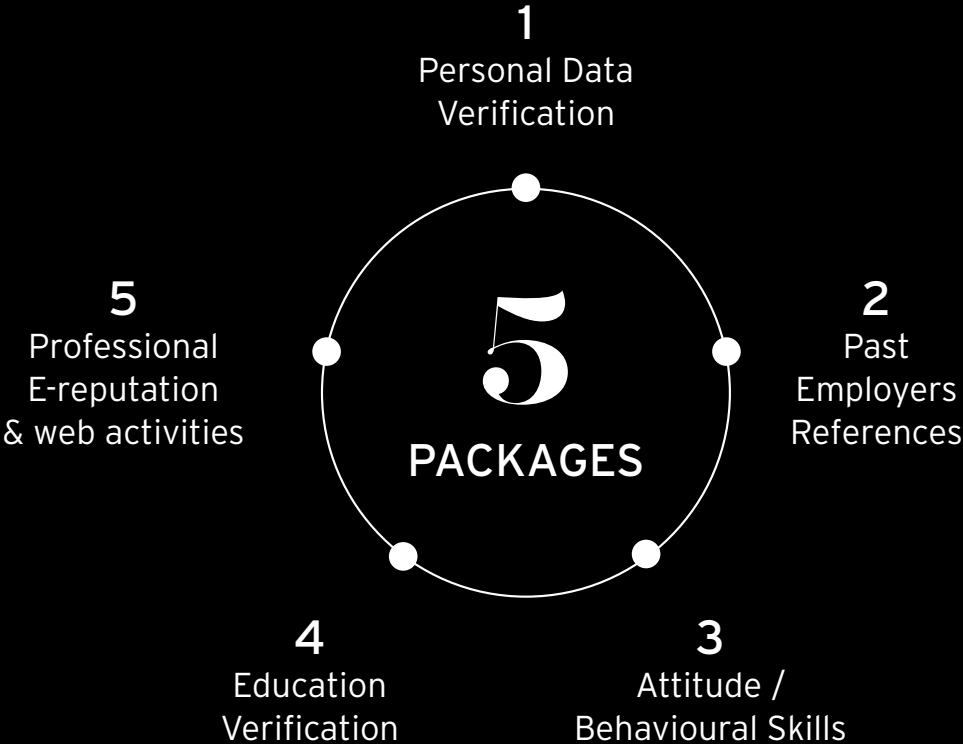 1
Personal Data
Verification
5
Professional
E-reputation
& web activities
5
PACKAGES
2
Past
Employers
References
4
Education
Verification
3
Attitude /
Behavioural Skills